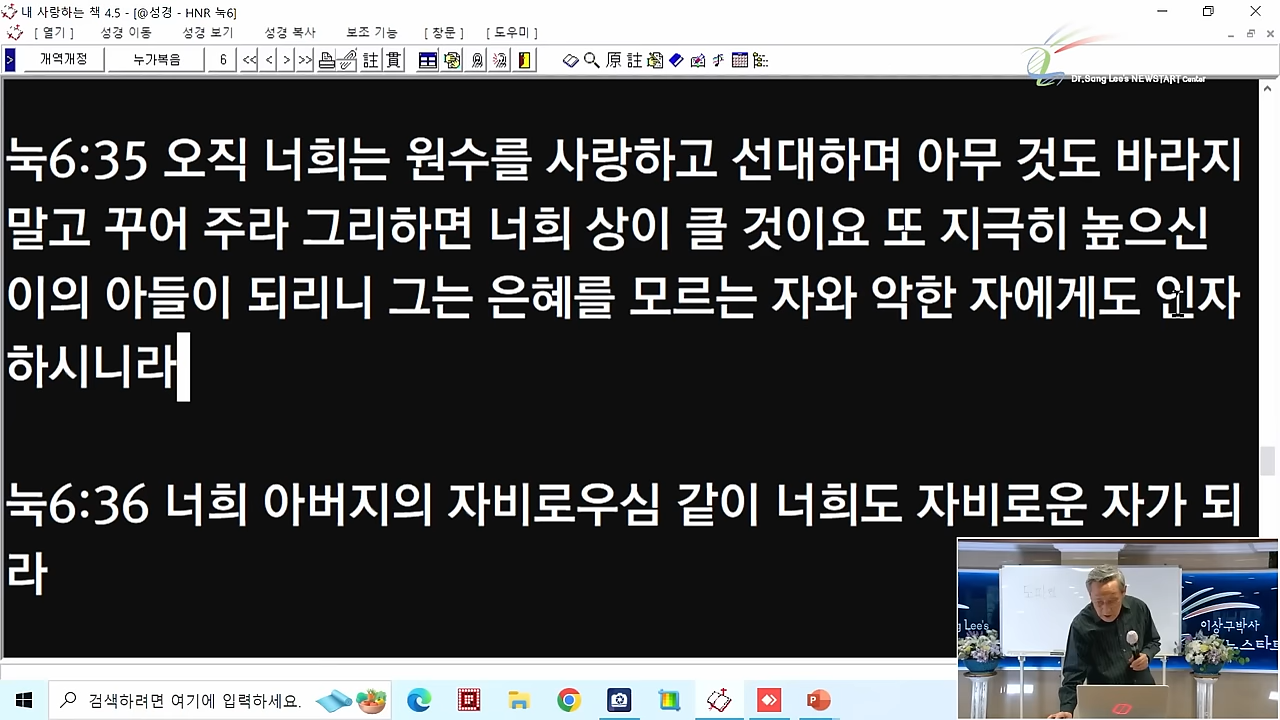 내 사랑하는 책 4.5 - [@성경 - HNR 눅6]
[ 열기 ] 성경 이동 성경 보기 성경 복사 보조 기능 [ 창문 ] [ 도우미 ]
> 개역개정 누가복음 6 << < > >> 註 貫 原 註
Dr.Sang Lee's NEWSTART Center
눅6:35 오직 너희는 원수를 사랑하고 선대하며 아무 것도 바라지
말고 꾸어 주라 그리하면 너희 상이 클 것이요 또 지극히 높으신
이의 아들이 되리니 그는 은혜를 모르는 자와 악한 자에게도 인자
하시니라
눅6:36 너희 아버지의 자비로우심 같이 너희도 자비로운 자가 되
라
이상구박사
Lee's
뉴스타트
검색하려면 여기에 입력하세요.